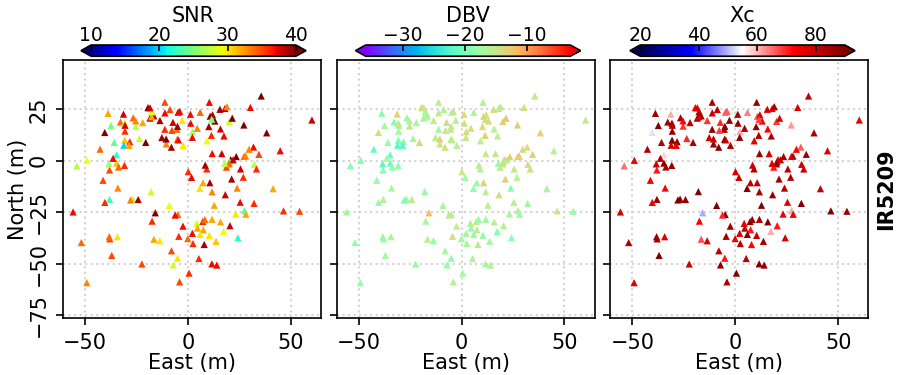 SNR DBV Xc
10 20 30 40 −30 −20 −10 20 40 60 80
25
0
−25
−50
−75
North (m)
IR5209
−50 0 50 −50 0 50 −50 0 50
East (m) East (m) East (m)